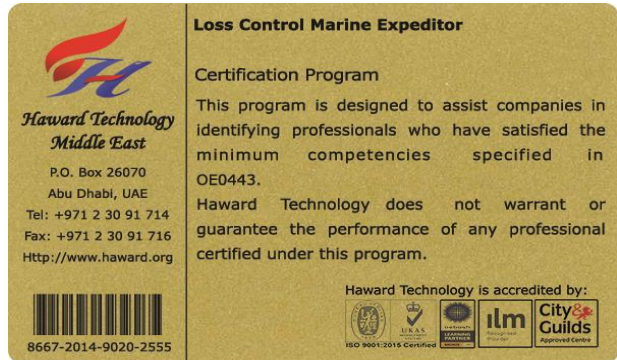 Haward Technology
Middle East
P.O. Box 26070
Abu Dhabi, UAE
Tel: +971 2 30 91 714
Fax: +971 2 30 91 716
Http://www.haward.org
8667-2014-9020-2555
Loss Control Marine Expeditor
Certification Program
This program is designed to assist companies in
identifying professionals who have satisfied the
minimum competencies specified in
OE0443.
Haward Technology does not warrant or
guarantee the performance of any professional
certified under this program.
Haward Technology is accredited by:
UKAS
ISO 9001:2015 Certified
LEARNING
PARTNER
ilm
City&
Guilds
Approved Centre